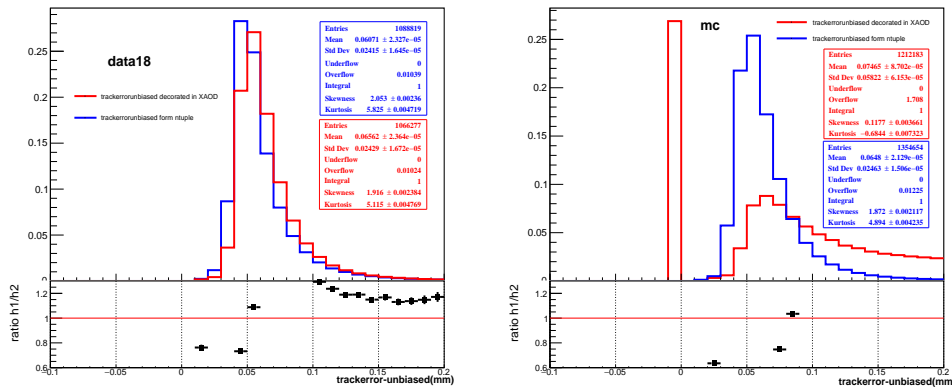 data18
trackerrorunbiased decorated in XAOD
trackerrorunbiased form ntuple
Entries 1088819
Mean 0.06071 ± 2.327e−05
Std Dev 0.02415 ± 1.645e−05
Underflow 0
Overflow 0.01039
Integral 1
Skewness 2.053 ± 0.00236
Kurtosis 5.825 ± 0.004719
Entries 1066277
Mean 0.06562 ± 2.364e−05
Std Dev 0.02429 ± 1.672e−05
Underflow 0
Overflow 0.01024
Integral 1
Skewness 1.916 ± 0.002384
Kurtosis 5.115 ± 0.004769
0.25
0.2
0.15
0.1
0.05
ratio h1/h2
1.2
1
0.8
0.6
−0.1 −0.05 0 0.05 0.1 0.15 0.2
trackerror-unbiased(mm)
mc
trackerrorunbiased decorated in XAOD
trackerrorunbiased form ntuple
Entries 1212183
Mean 0.07465 ± 8.702e−05
Std Dev 0.05822 ± 6.153e−05
Underflow 0
Overflow 1.708
Integral 1
Skewness 0.1177 ± 0.003661
Kurtosis −0.6844 ± 0.007323
Entries 1354654
Mean 0.0648 ± 2.129e−05
Std Dev 0.02463 ± 1.506e−05
Underflow 0
Overflow 0.01225
Integral 1
Skewness 1.872 ± 0.002117
Kurtosis 4.894 ± 0.004235
0.25
0.2
0.15
0.1
0.05
ratio h1/h2
1.2
1
0.8
0.6
−0.1 −0.05 0 0.05 0.1 0.15 0.2
trackerror-unbiased(mm)